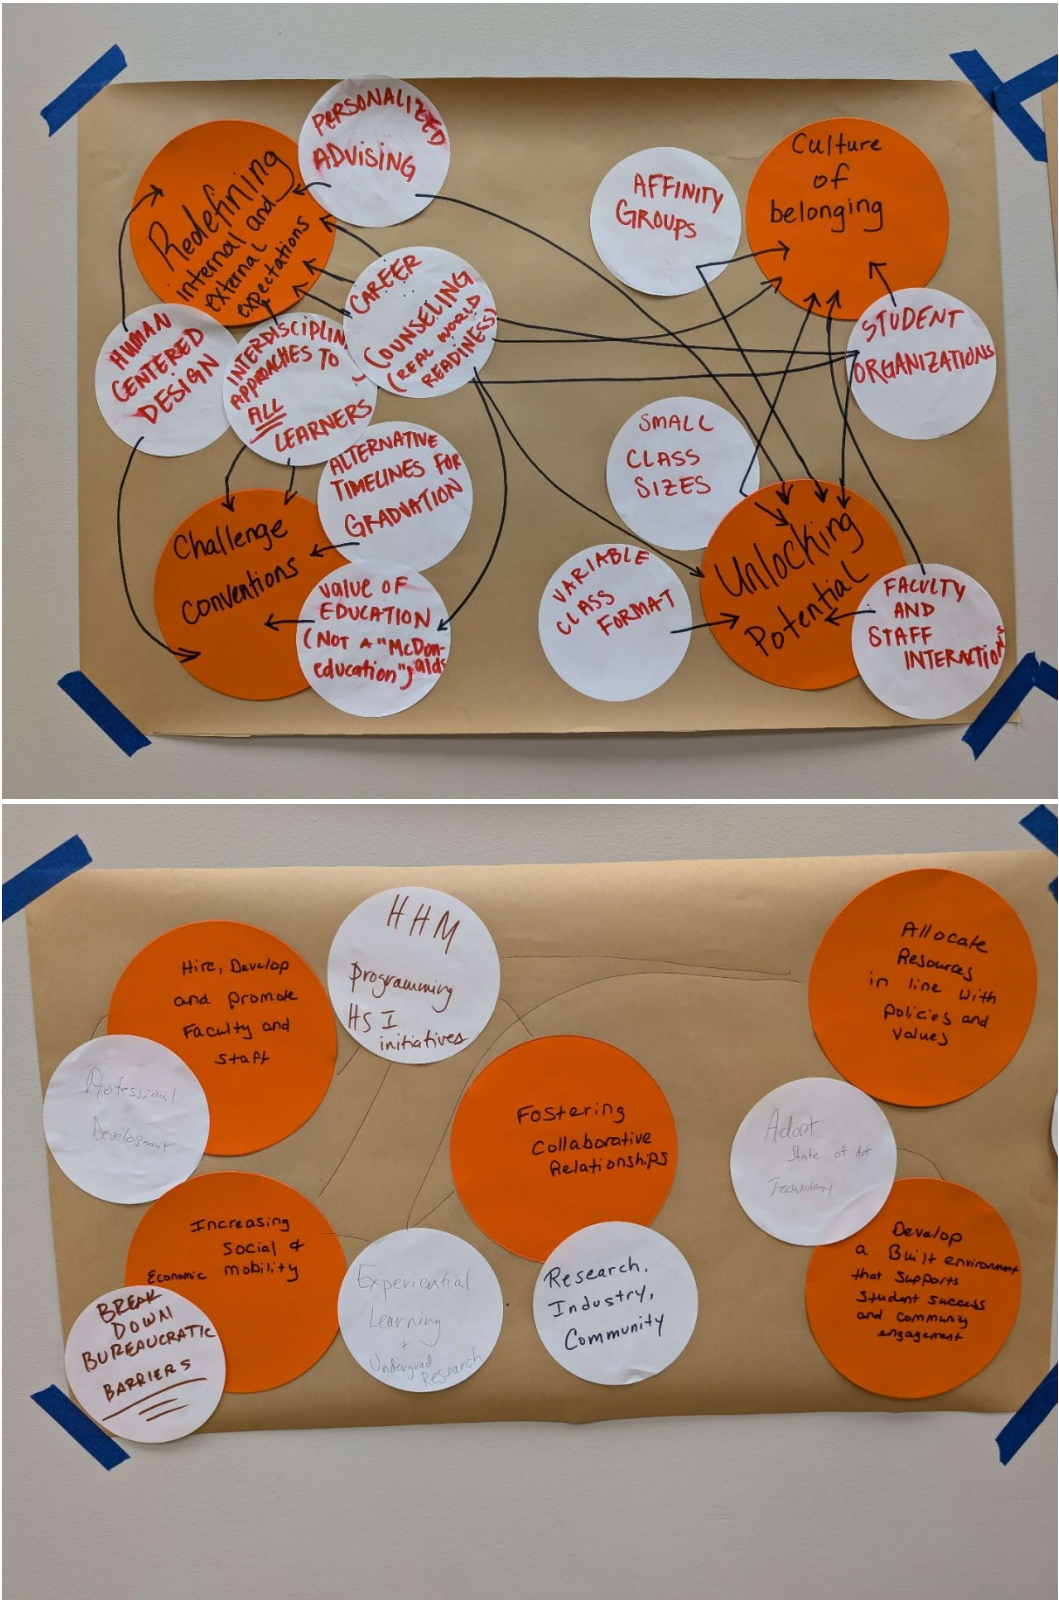 PERSONALIZED
ADVISING
Redefining
internal and
external
expectations
CAREER
COUNSELING
(REAL WORLD
READINESS)
HUMAN
CENTERED
DESIGN
INTERDISCIPLIN
APPROACHES TO
ALL
LEARNERS
ALTERNATIVE
TIMELINES FOR
GRADUATION
Challenge
conventions
VALUE OF
EDUCATION
(NOT A "McDon-
education") alds
AFFINITY
GROUPS
Culture
of
belonging
STUDENT
ORGANIZATIONS
SMALL
CLASS
SIZES
VARIABLE
CLASS
FORMAT
Unlocking
Potential
FACULTY
AND
STAFF
INTERACTIONS
HHM
programming
HSI
initiatives
Hire, Develop
and promote
Faculty and
Staff
Professional
Development
Allocate
Resources
in line with
policies and
values
Fostering
Collaborative
Relationships
Adopt
State of Art
Technology
Increasing
Social &
Economic mobility
BREAK
DOWN
BUREAUCRATIC
BARRIERS
Experiential
Learning
+
Undergrad
Research
Research,
Industry,
Community
Develop
a Built environment
that supports
Student success
and community
engagement